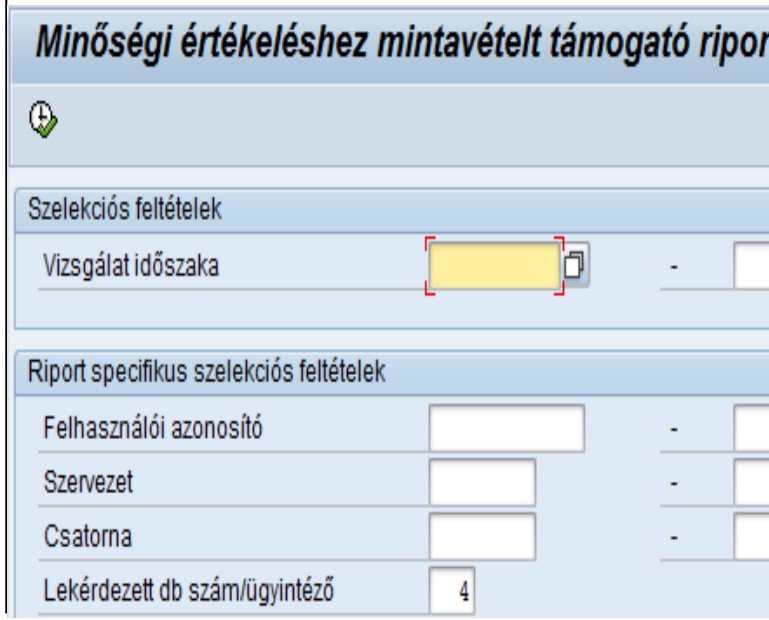 Minőségi értékeléshez mintavételt támogató
Szelekciós feltételek
Vizsgálat időszaka -
Riport specifikus szelekciós feltételek
Felhasználói azonosító -
Szervezet -
Csatorna -
Lekérdezett db szám/ügyintéző 4